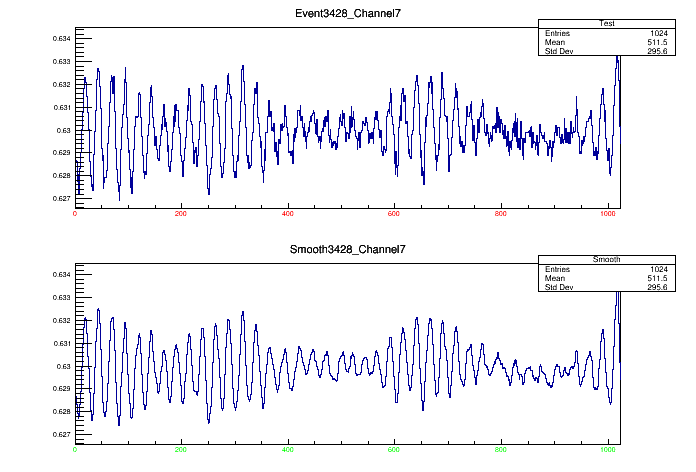 Event3428_Channel7
Test
Entries 1024
Mean 511.5
Std Dev 295.6
0.634
0.633
0.632
0.631
0.63
0.629
0.628
0.627
0 200 400 600 800 1000
Smooth3428_Channel7
Smooth
Entries 1024
Mean 511.5
Std Dev 295.6
0.634
0.633
0.632
0.631
0.63
0.629
0.628
0.627
0 200 400 600 800 1000